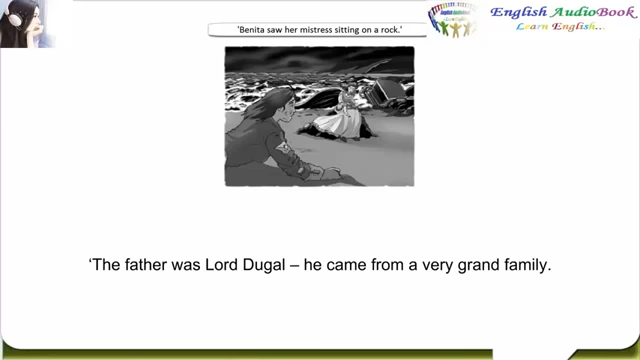 'Benita saw her mistress sitting on a rock.'
English AudioBook
Learn English...
'The father was Lord Dugal – he came from a very grand family.